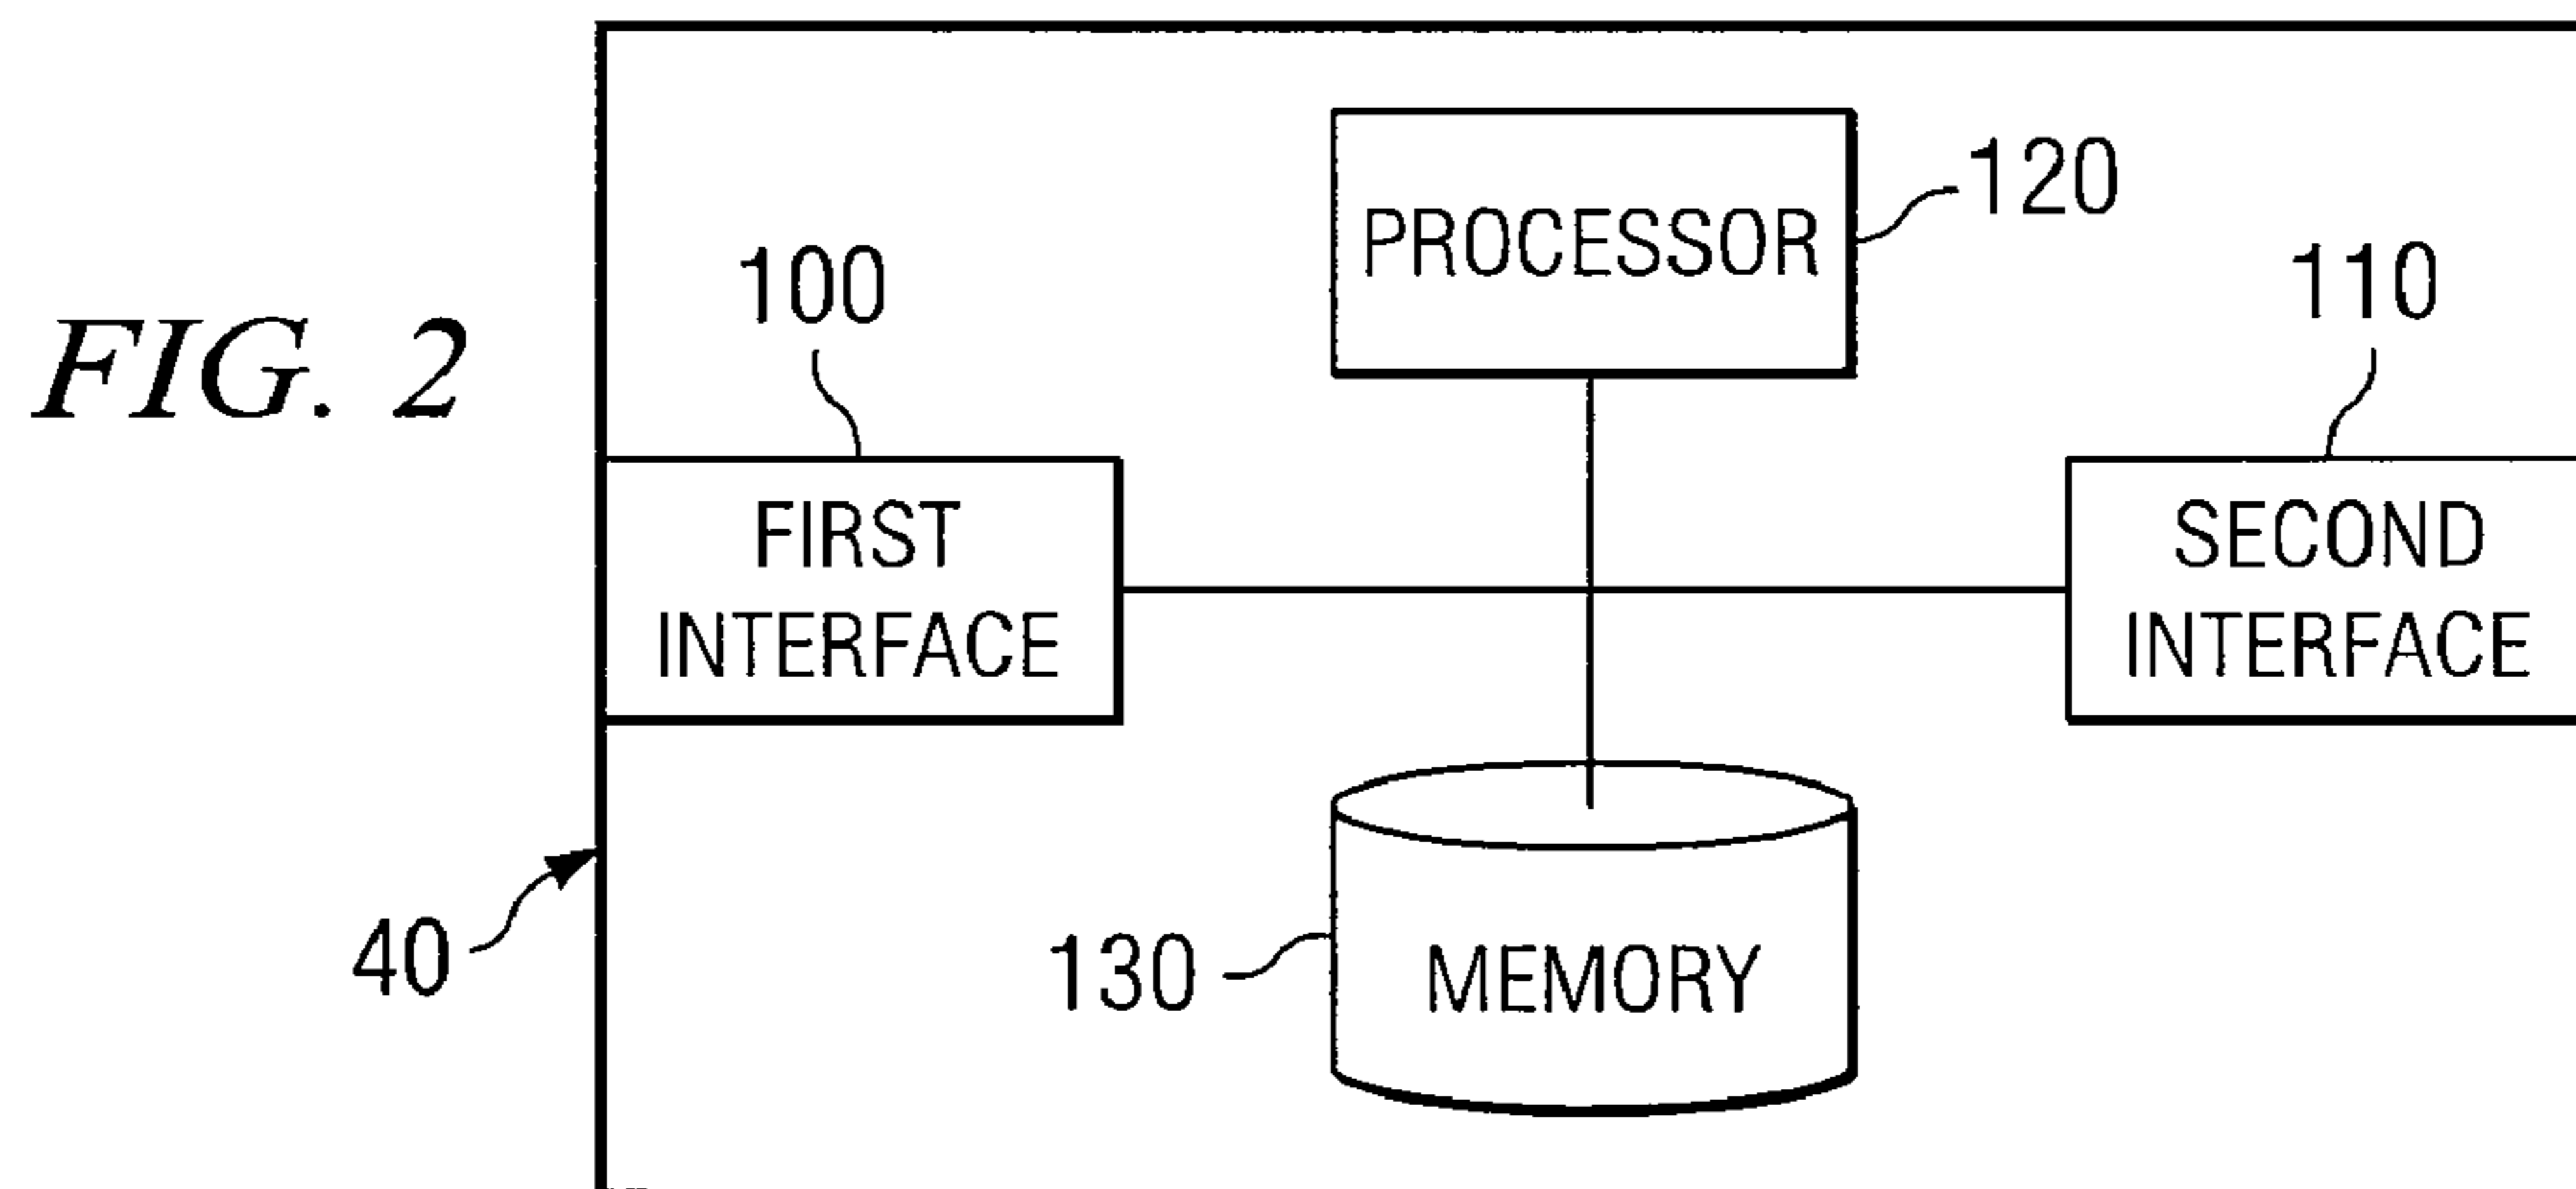 FIG. 2
PROCESSOR
120
100
110
FIRST
INTERFACE
SECOND
INTERFACE
40
130
MEMORY